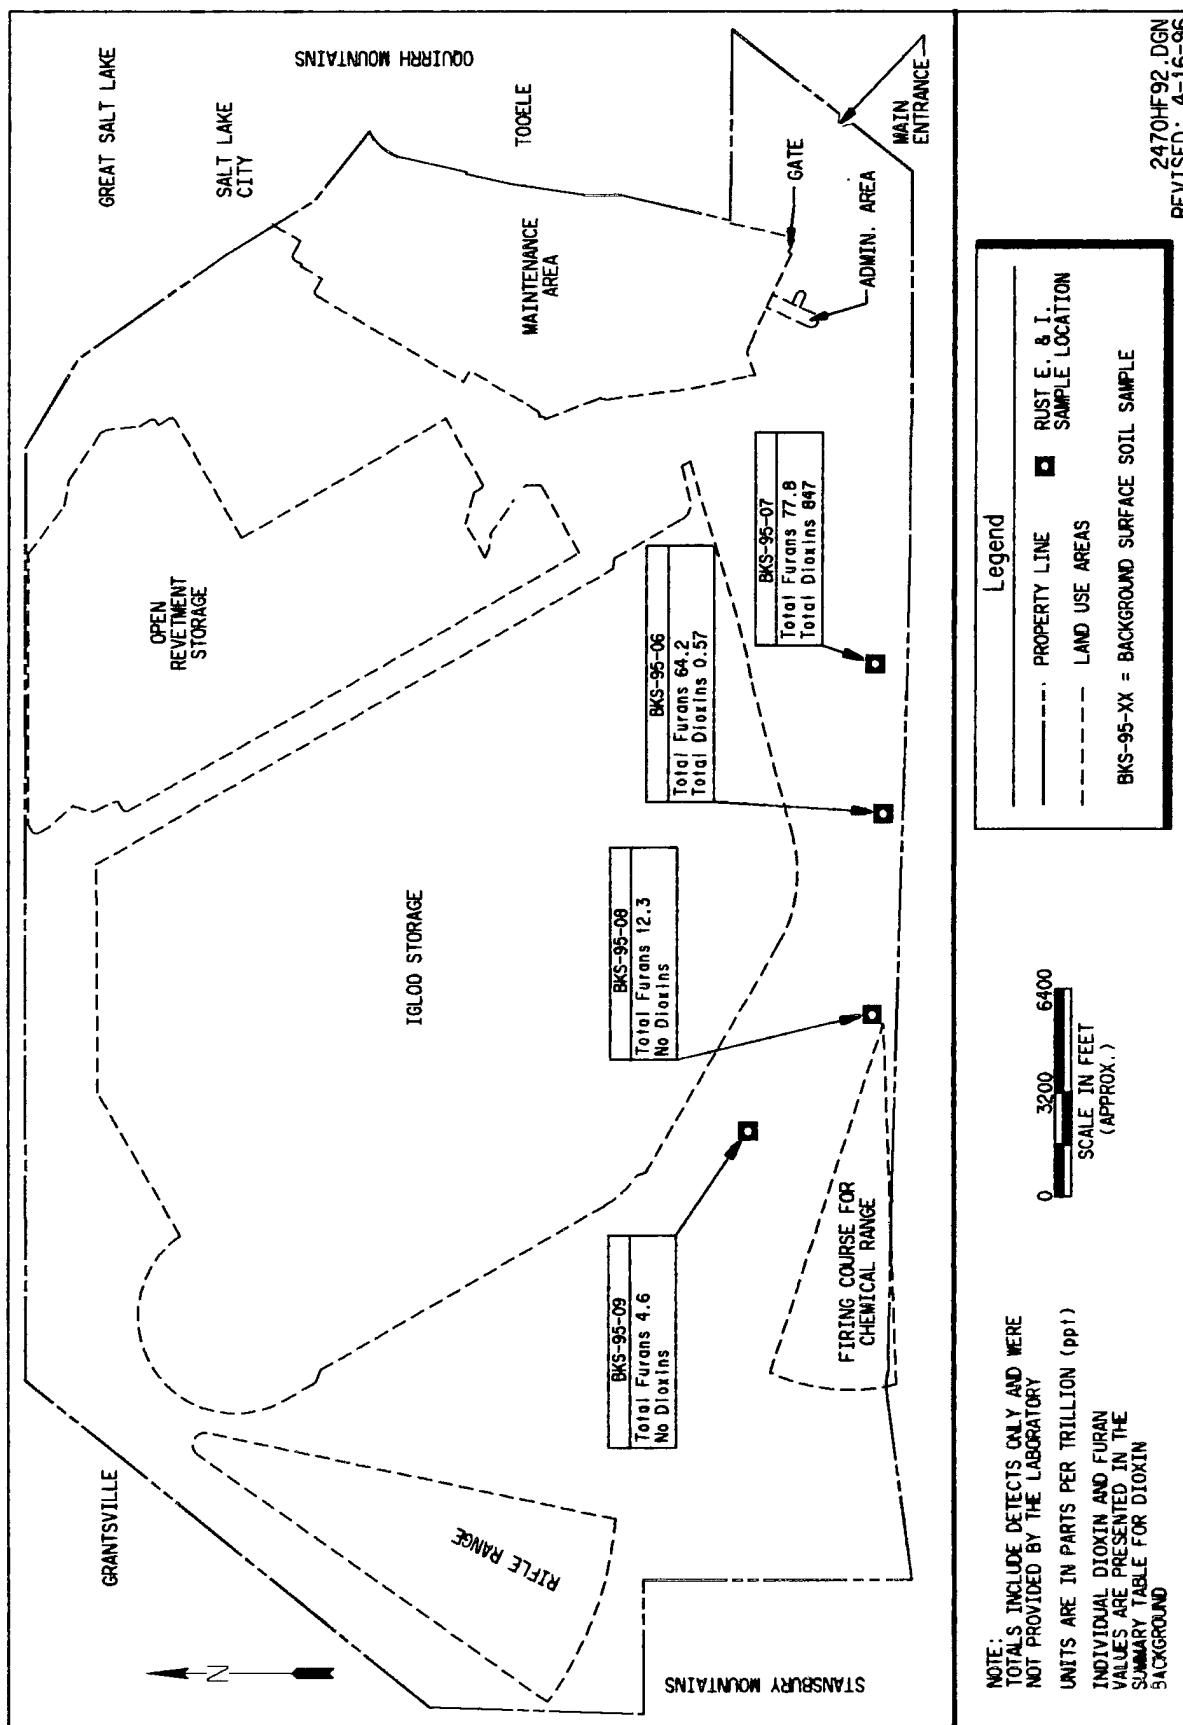 GREAT SALT LAKE
SALT LAKE
CITY
OQUIRRH MOUNTAINS
TOOELE
GRANTSVILLE
STANSBURY MOUNTAINS
N
RIFLE RANGE
OPEN
REVETMENT
STORAGE
IGLOO STORAGE
MAINTENANCE
AREA
GATE
ADMIN. AREA
MAIN
ENTRANCE
FIRING COURSE FOR
CHEMICAL RANGE
BKS-95-09
Total Furans 4.6
No Dioxins
BKS-95-08
Total Furans 12.3
No Dioxins
BKS-95-06
Total Furans 64.2
Total Dioxins 0.57
BKS-95-07
Total Furans 77.8
Total Dioxins 847
NOTE:
TOTALS INCLUDE DETECTS ONLY AND WERE
NOT PROVIDED BY THE LABORATORY
UNITS ARE IN PARTS PER TRILLION (ppt)
INDIVIDUAL DIOXIN AND FURAN
VALUES ARE PRESENTED IN THE
SUMMARY TABLE FOR DIOXIN
BACKGROUND
0 3200 6400
SCALE IN FEET
(APPROX.)
Legend
PROPERTY LINE
RUST E. & I.
SAMPLE LOCATION
LAND USE AREAS
BKS-95-XX = BACKGROUND SURFACE SOIL SAMPLE
2470HF92.DGN
REVISED: 4-16-96